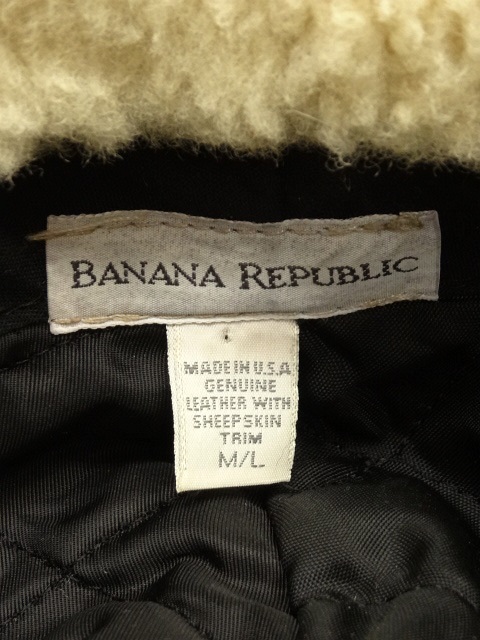 BANANA REPUBLIC
MADE IN U.S.A
GENUINE
LEATHER WITH
SHEEPSKIN
TRIM
M/L